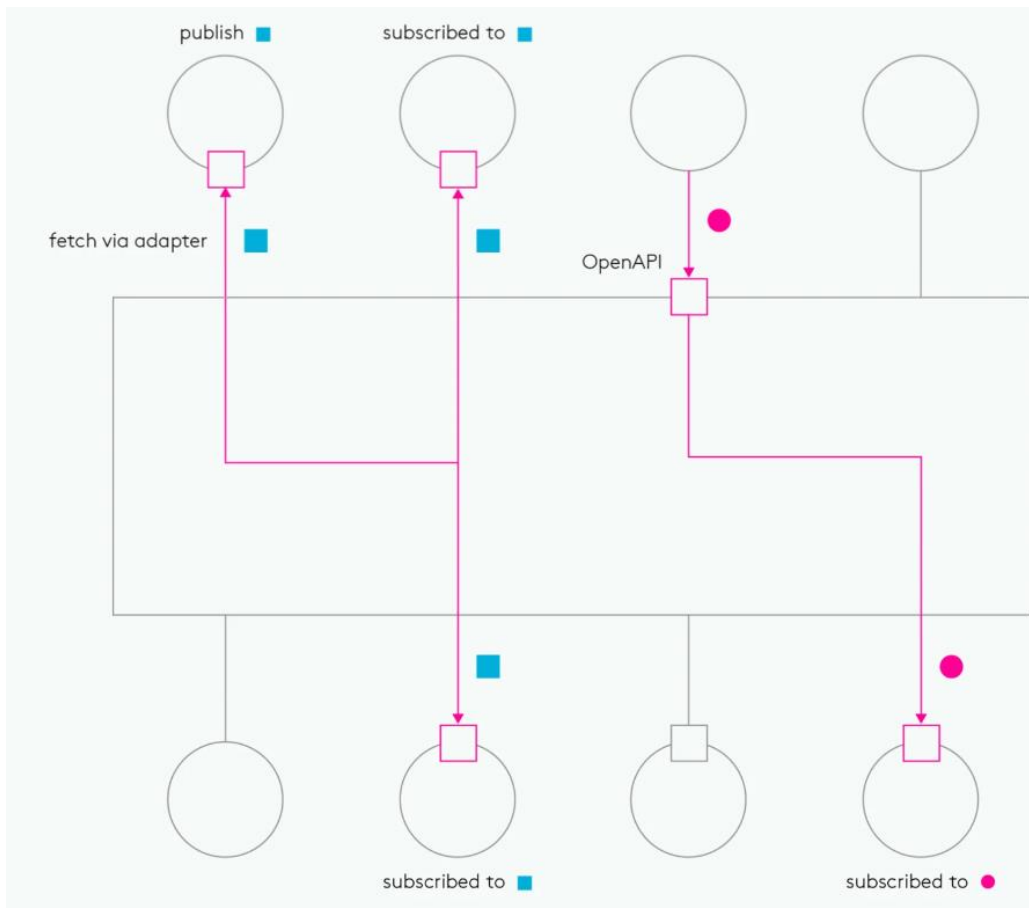 publish
subscribed to
fetch via adapter
OpenAPI
subscribed to
subscribed to